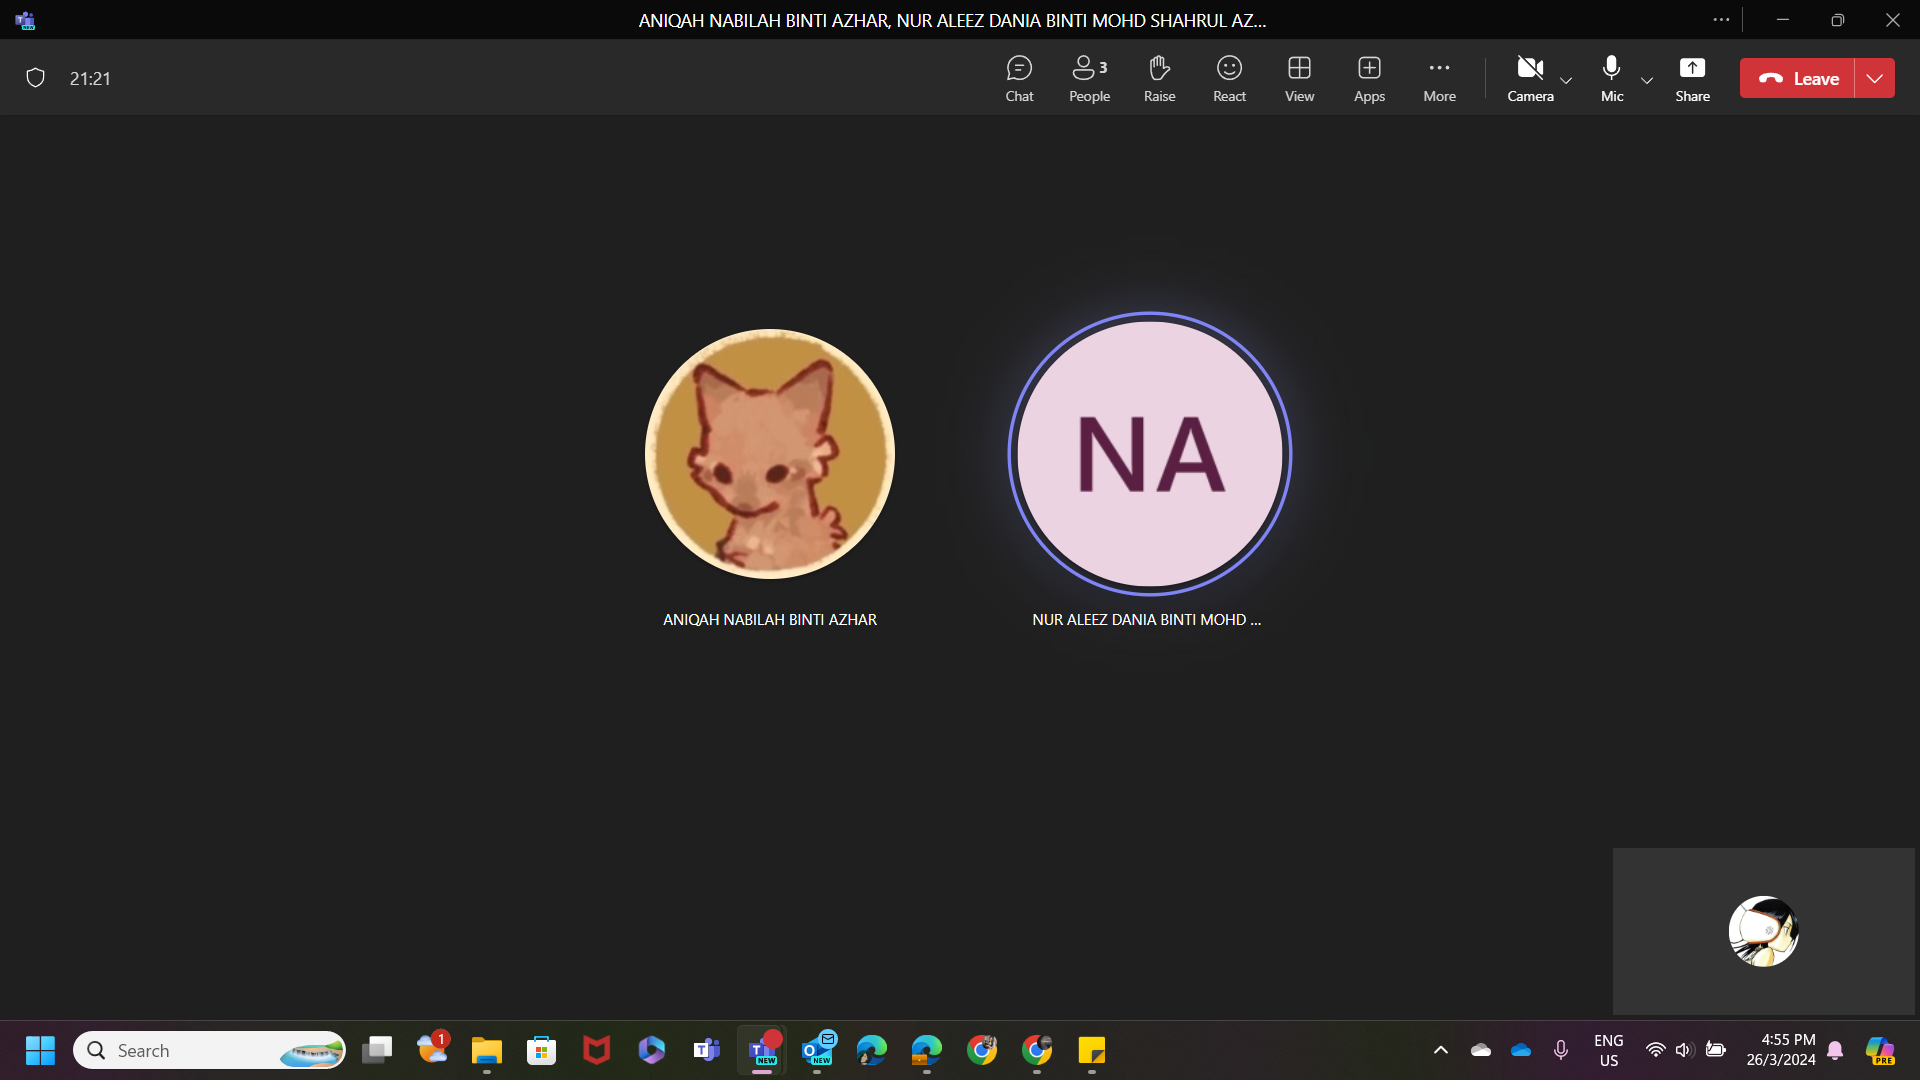 ANIQAH NABILAH BINTI AZHAR, NUR ALEEZ DANIA BINTI MOHD SHAHRUL AZ...
21:21
Chat
People 3
Raise
React
View
Apps
More
Camera
Mic
Share
Leave
NA
ANIQAH NABILAH BINTI AZHAR
NUR ALEEZ DANIA BINTI MOHD ...
Search
1
NEW
NEW
ENG
US
4:55 PM
26/3/2024
PRE